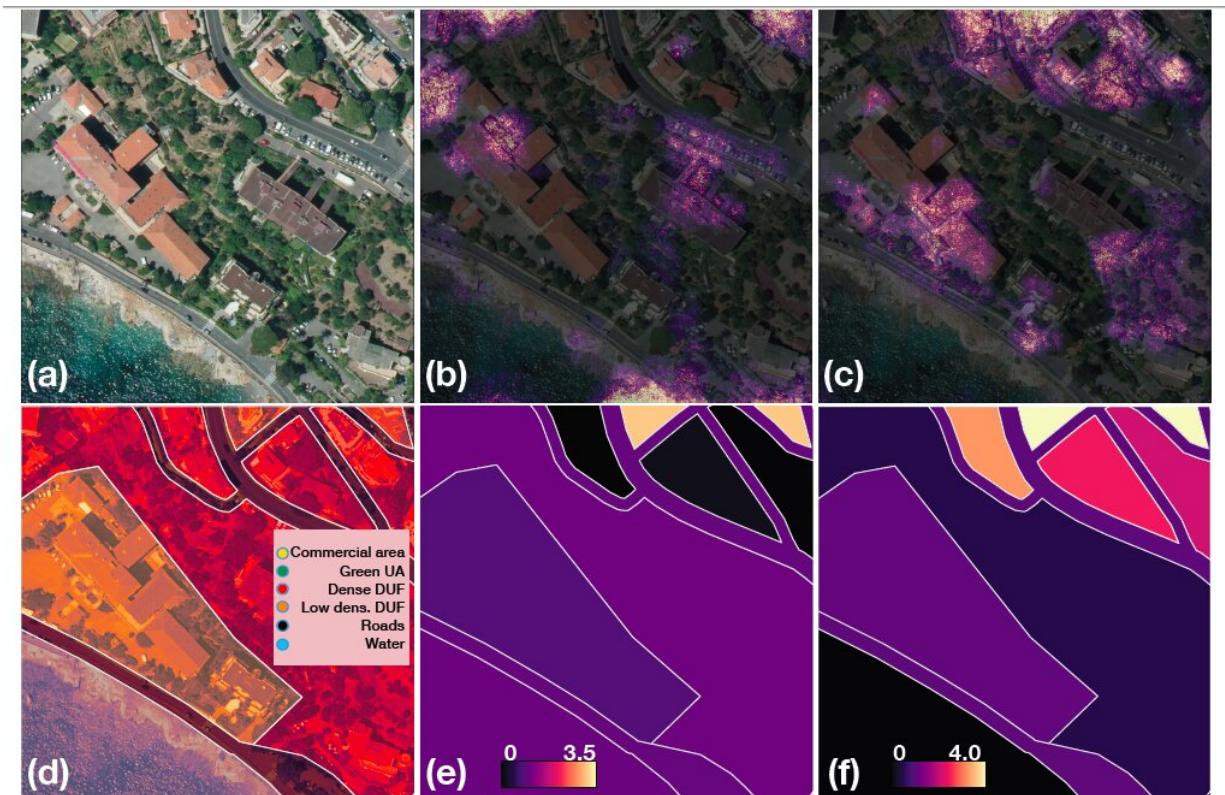 (a)
(b)
(c)
Commercial area
Green UA
Dense DUF
Low dens. DUF
Roads
Water
(d)
0 3.5
(e)
0 4.0
(f)